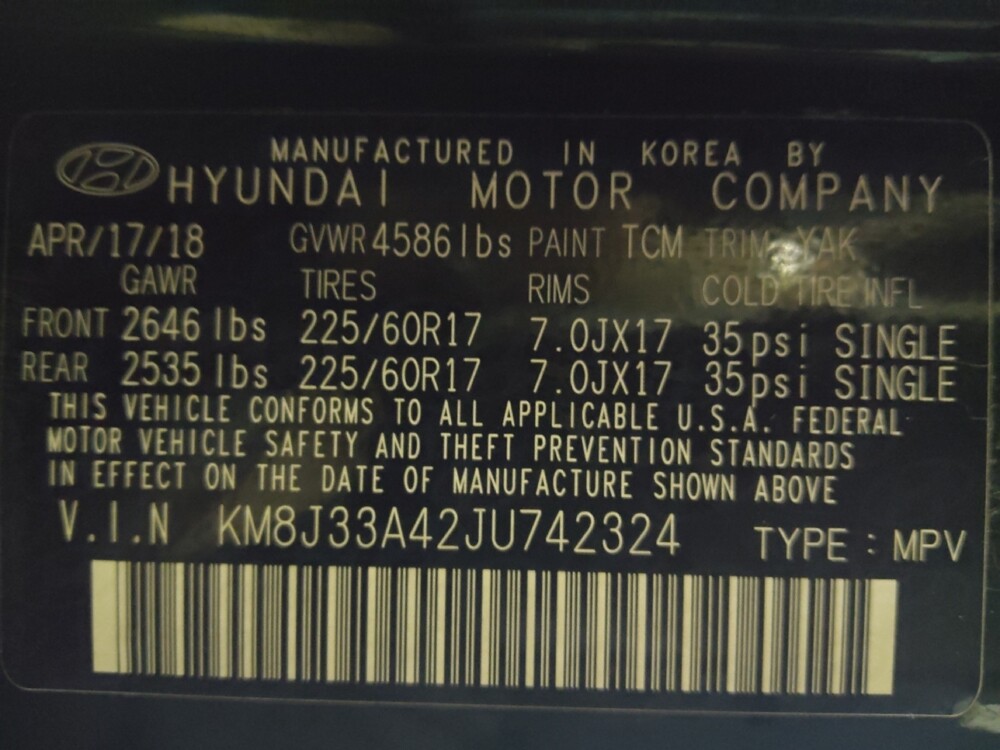 MANUFACTURED IN KOREA BY
HYUNDAI MOTOR COMPANY
APR/17/18 GVWR 4586 lbs PAINT TCM TRIM YAK
GAWR TIRES RIMS COLD TIRE INFL
FRONT 2646 lbs 225/60R17 7.0JX17 35psi SINGLE
REAR 2535 lbs 225/60R17 7.0JX17 35psi SINGLE
THIS VEHICLE CONFORMS TO ALL APPLICABLE U.S.A. FEDERAL
MOTOR VEHICLE SAFETY AND THEFT PREVENTION STANDARDS
IN EFFECT ON THE DATE OF MANUFACTURE SHOWN ABOVE
V.I.N KM8J33A42JU742324 TYPE : MPV